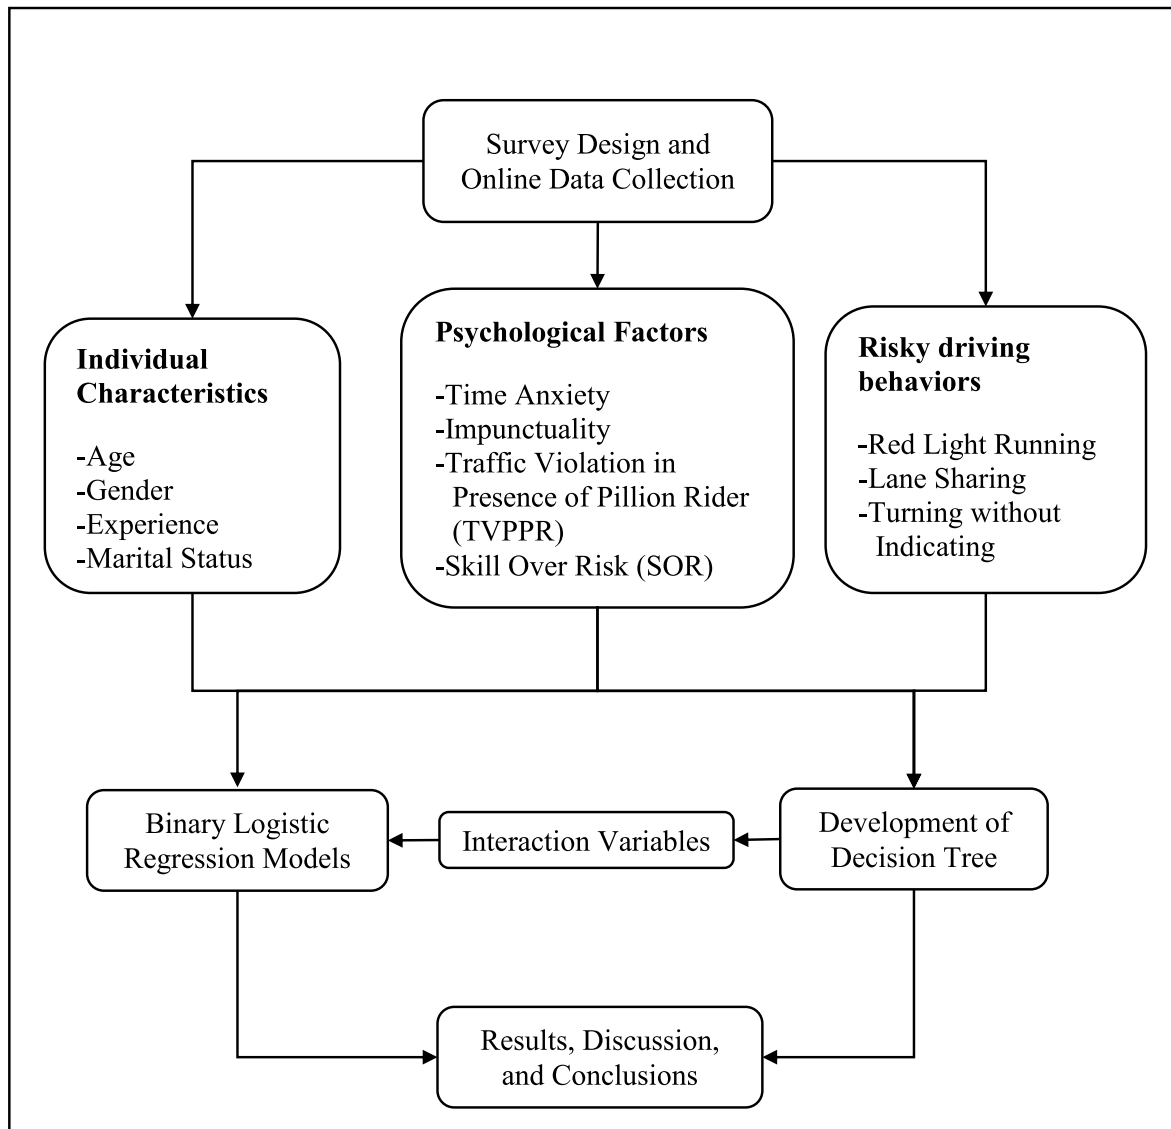 Survey Design and
Online Data Collection
Individual
Characteristics
-Age
-Gender
-Experience
-Marital Status
Psychological Factors
-Time Anxiety
-Impunctuality
-Traffic Violation in
Presence of Pillion Rider
(TVPPR)
-Skill Over Risk (SOR)
Risky driving
behaviors
-Red Light Running
-Lane Sharing
-Turning without
Indicating
Binary Logistic
Regression Models
Interaction Variables
Development of
Decision Tree
Results, Discussion,
and Conclusions